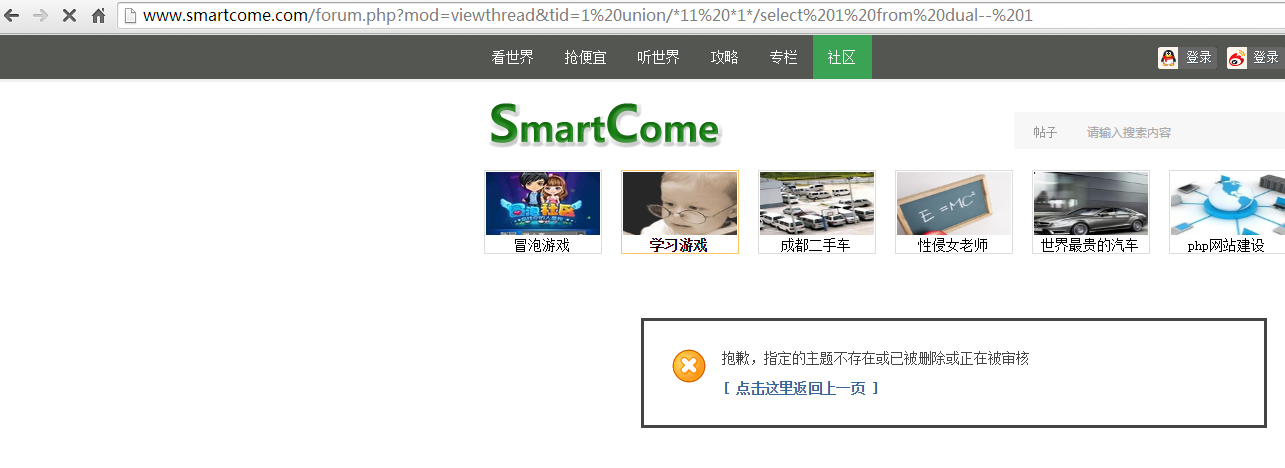 www.smartcome.com/forum.php?mod=viewthread&tid=1%20union/*11%20*1*/select%201%20from%20dual--%201
看世界 抢便宜 听世界 攻略 专栏 社区 登录 登录
SmartCome
帖子 请输入搜索内容
冒泡游戏 学习游戏 成都二手车 性侵女老师 世界最贵的汽车 php网站建设
E=MC²
抱歉，指定的主题不存在或已被删除或正在被审核
[ 点击这里返回上一页 ]